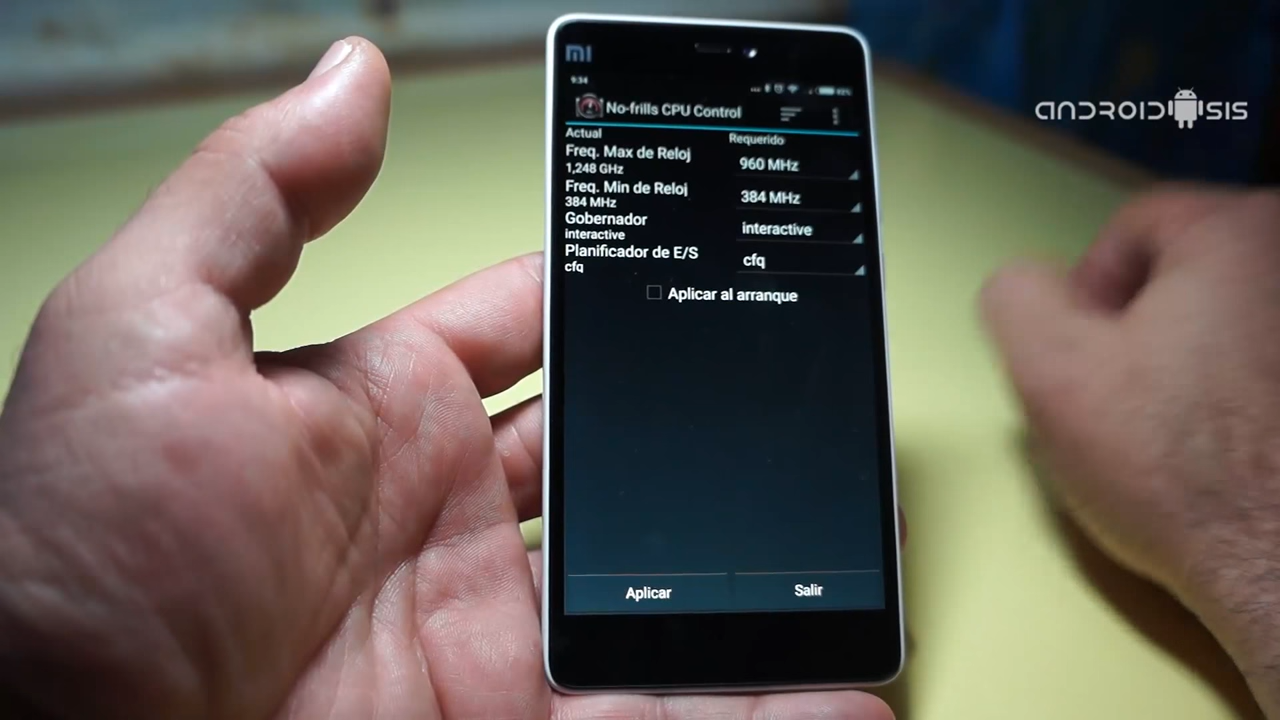 mi
9:34
No-frills CPU Control
Actual
Requerido
Freq. Max de Reloj
1,248 GHz
960 MHz
Freq. Min de Reloj
384 MHz
384 MHz
Gobernador
interactive
interactive
Planificador de E/S
cfq
cfq
Aplicar al arranque
Aplicar
Salir
ANDROIDSIS